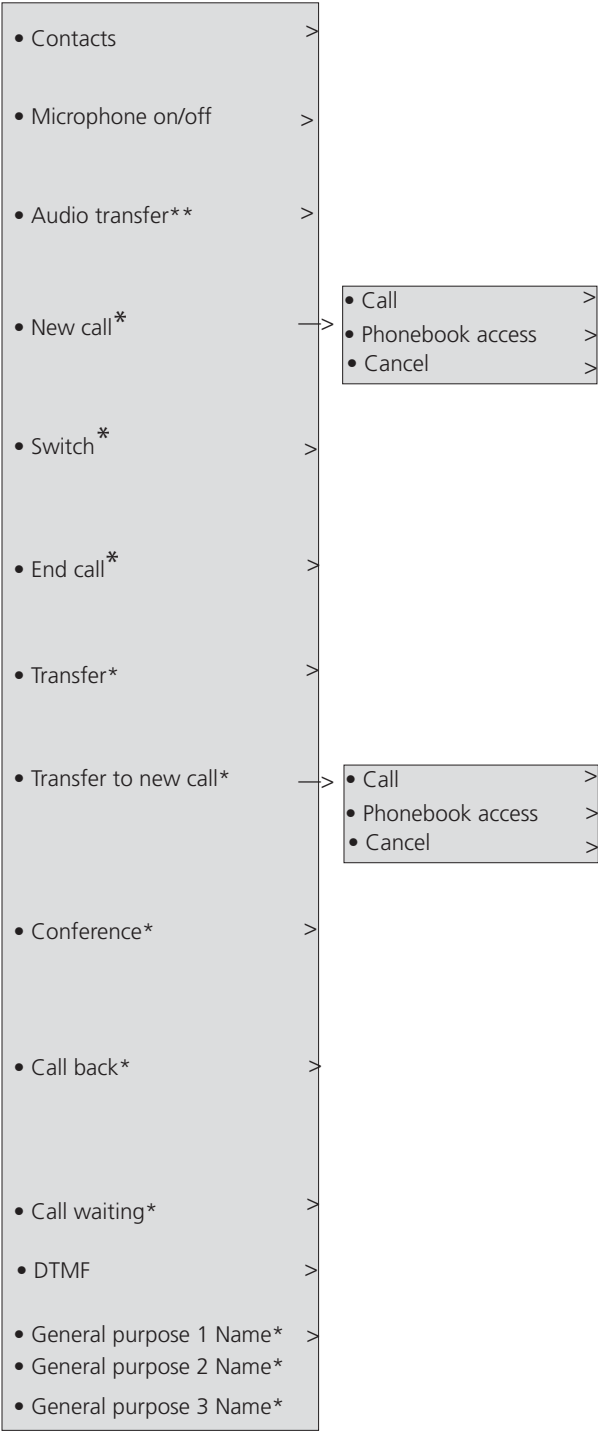 • Contacts >
• Microphone on/off >
• Audio transfer** >
• New call* —>
• Call >
• Phonebook access >
• Cancel >
• Switch* >
• End call* >
• Transfer* >
• Transfer to new call* —>
• Call >
• Phonebook access >
• Cancel >
• Conference* >
• Call back* >
• Call waiting* >
• DTMF >
• General purpose 1 Name* >
• General purpose 2 Name*
• General purpose 3 Name*